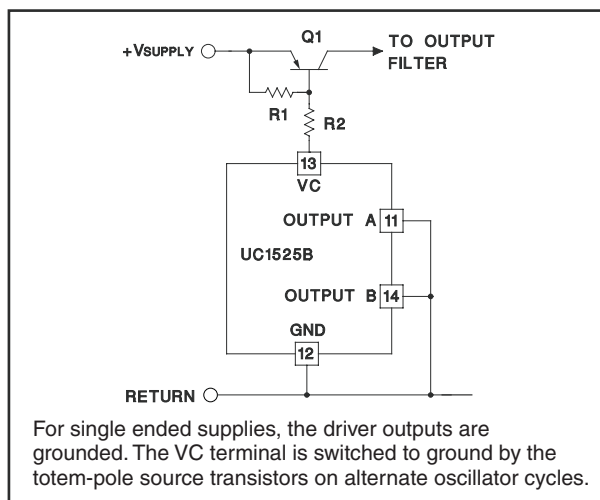 Q1
+VSUPPLY
TO OUTPUT
FILTER
R1
R2
13
VC
OUTPUT A 11
UC1525B
OUTPUT B 14
GND
12
RETURN
For single ended supplies, the driver outputs are
grounded. The VC terminal is switched to ground by the
totem-pole source transistors on alternate oscillator cycles.